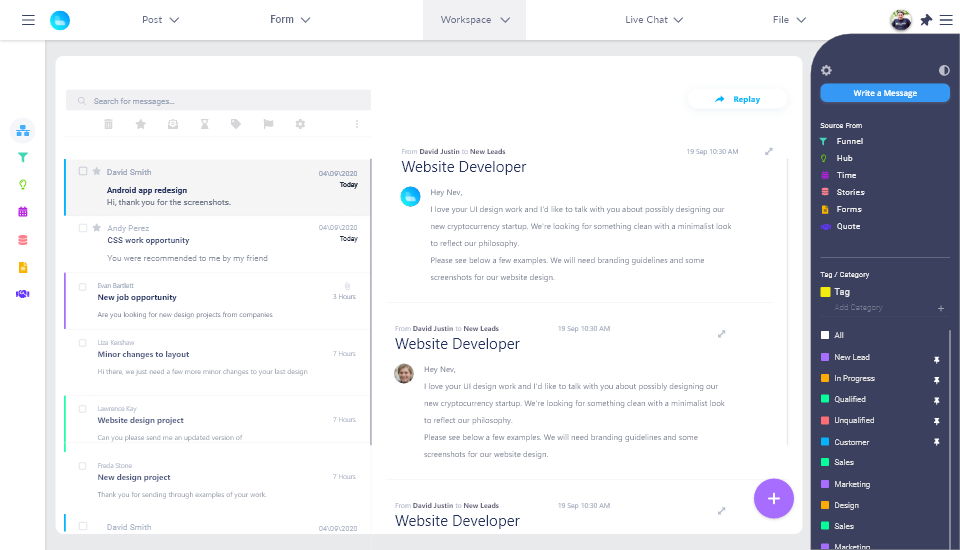 Post
Form
Workspace
Live Chat
File
Search for messages...
David Smith
04\09\2020
Android app redesign
Today
Hi, thank you for the screenshots.
Andy Perez
04\09\2020
CSS work opportunity
Today
You were recommended to me by my friend
Evan Bartlett
New job opportunity
3 Hours
Are you looking for new design projects from companies
Liza Kershaw
Minor changes to layout
7 Hours
Hi there, we just need a few more minor changes to your last design
Lawrence Kay
Website design project
7 Hours
Can you please send me an updated version of
Freda Stone
New design project
7 Hours
Thank you for sending through examples of your work.
David Smith
04\09\2020
Replay
From David Justin to New Leads
19 Sep 10:30 AM
Website Developer
Hey Nev,
I love your UI design work and I'd like to talk with you about possibly designing our
new cryptocurrency startup. We're looking for something clean with a minimalist look
to reflect our philosophy.
Please see below a few examples. We will need branding guidelines and some
screenshots for our website design.
From David Justin to New Leads
19 Sep 10:30 AM
Website Developer
Hey Nev,
I love your UI design work and I'd like to talk with you about possibly designing our
new cryptocurrency startup. We're looking for something clean with a minimalist look
to reflect our philosophy.
Please see below a few examples. We will need branding guidelines and some
screenshots for our website design.
From David Justin to New Leads
19 Sep 10:30 AM
Website Developer
Write a Message
Source From
Funnel
Hub
Time
Stories
Forms
Quote
Tag / Category
Tag
Add Category
All
New Lead
In Progress
Qualified
Unqualified
Customer
Sales
Marketing
Design
Sales
Marketing